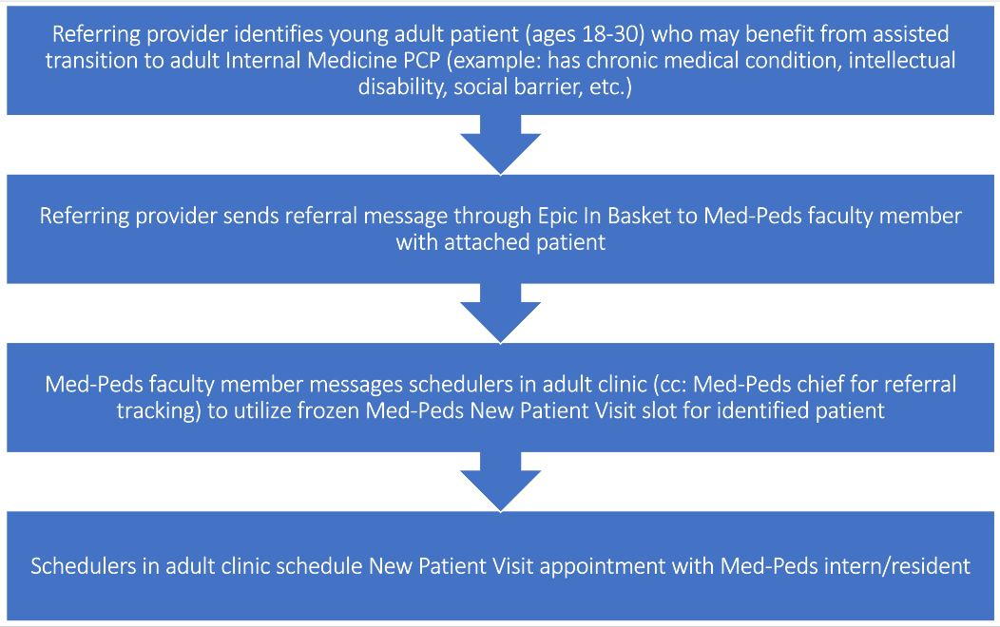 Referring provider identifies young adult patient (ages 18-30) who may benefit from assisted
transition to adult Internal Medicine PCP (example: has chronic medical condition, intellectual
disability, social barrier, etc.)
Referring provider sends referral message through Epic In Basket to Med-Peds faculty member
with attached patient
Med-Peds faculty member messages schedulers in adult clinic (cc: Med-Peds chief for referral
tracking) to utilize frozen Med-Peds New Patient Visit slot for identified patient
Schedulers in adult clinic schedule New Patient Visit appointment with Med-Peds intern/resident